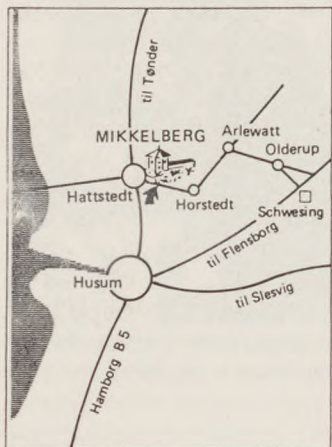 til Tønder
MIKKELBERG
Arlewatt
Olderup
Hattstedt
Horstedt
Schwesing
til Flensborg
Husum
til Slesvig
Hamborg B 5